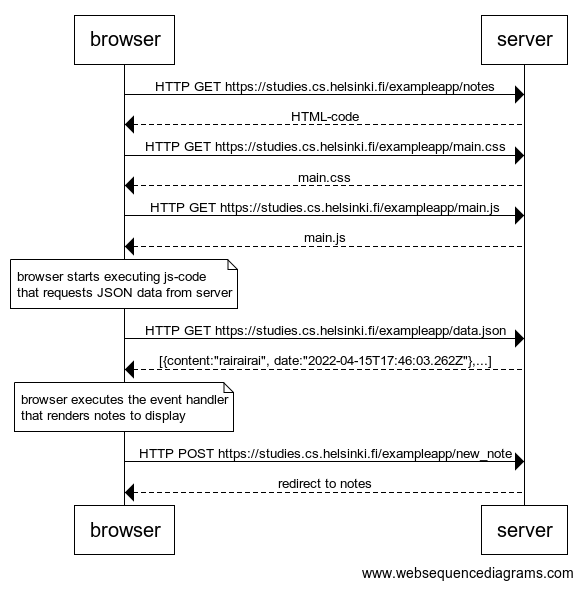 browser
server
HTTP GET https://studies.cs.helsinki.fi/exampleapp/notes
HTML-code
HTTP GET https://studies.cs.helsinki.fi/exampleapp/main.css
main.css
HTTP GET https://studies.cs.helsinki.fi/exampleapp/main.js
main.js
browser starts executing js-code
that requests JSON data from server
HTTP GET https://studies.cs.helsinki.fi/exampleapp/data.json
[{content:"rairairai", date:"2022-04-15T17:46:03.262Z"},...]
browser executes the event handler
that renders notes to display
HTTP POST https://studies.cs.helsinki.fi/exampleapp/new_note
redirect to notes
browser
server
www.websequencediagrams.com